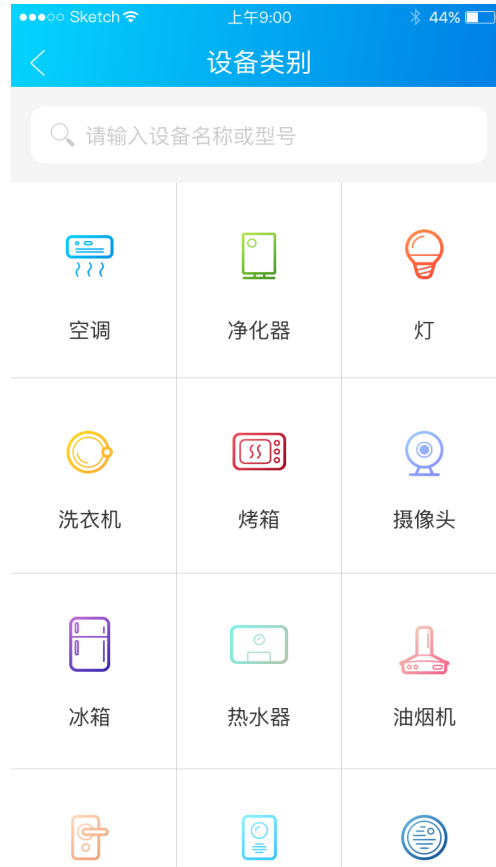 Sketch 上午9:00 44%
设备类别
请输入设备名称或型号
空调 净化器 灯
洗衣机 烤箱 摄像头
冰箱 热水器 油烟机